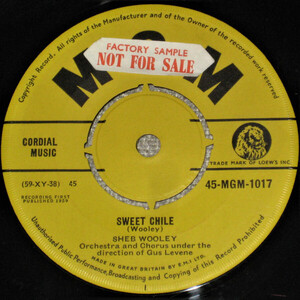 All Rights of the Manufacturer and of the Owner of the
Copyright Record.
Recorded Work Reserved.
MGM
FACTORY SAMPLE
NOT FOR SALE
CORDIAL
MUSIC
TRADE MARK OF LOEW'S INC
(59-XY-38) 45
45-MGM-1017
RECORDING FIRST
PUBLISHED 1959
SWEET CHILE
(Wooley)
SHEB WOOLEY
Orchestra and Chorus under the
direction of Gus Levene
MADE IN GREAT BRITAIN BY E.M.I. LTD.
Unauthorised Public Performance, Broadcasting and Copying of this